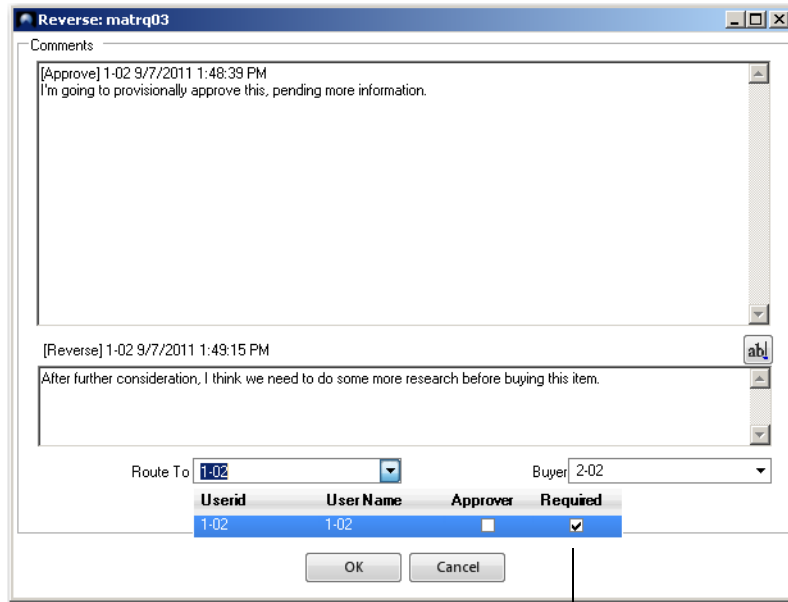 Reverse: matrq03
Comments
[Approve] 1-02 9/7/2011 1:48:39 PM
I'm going to provisionally approve this, pending more information.
[Reverse] 1-02 9/7/2011 1:49:15 PM
ab
After further consideration, I think we need to do some more research before buying this item.
Route To 1-02 Buyer 2-02
Userid User Name Approver Required
1-02 1-02
OK Cancel